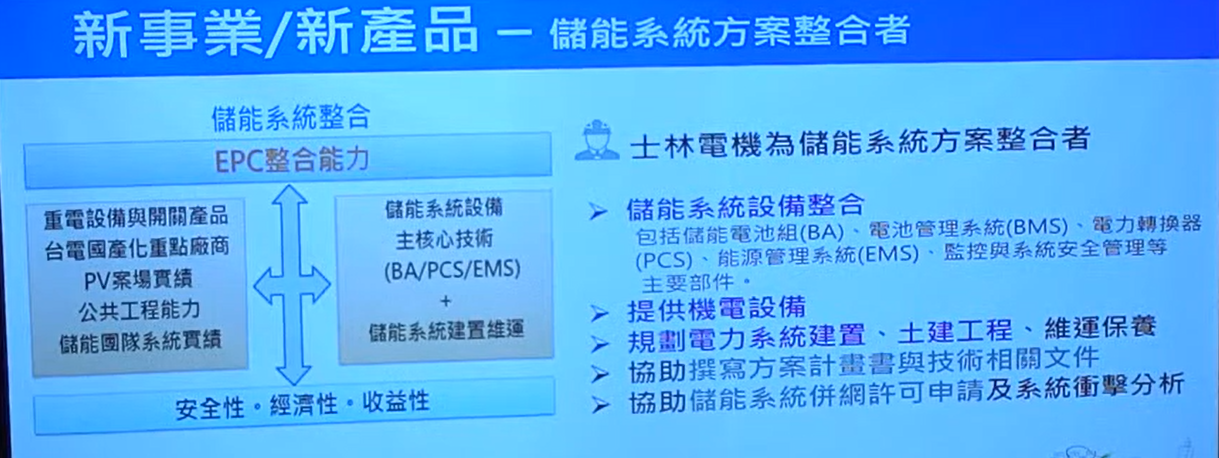 新事業/新產品 – 儲能系統方案整合者
儲能系統整合
EPC整合能力
重電設備與開關產品
台電國產化重點廠商
PV案場實績
公共工程能力
儲能團隊系統實績
儲能系統設備
主核心技術
(BA/PCS/EMS)
+
儲能系統建置維運
安全性。經濟性。收益性
士林電機為儲能系統方案整合者
➢ 儲能系統設備整合
包括儲能電池組(BA)、電池管理系統(BMS)、電力轉換器
(PCS)、能源管理系統(EMS)、監控與系統安全管理等
主要部件。
➢ 提供機電設備
➢ 規劃電力系統建置、土建工程、維運保養
➢ 協助撰寫方案計畫書與技術相關文件
➢ 協助儲能系統併網許可申請及系統衝擊分析